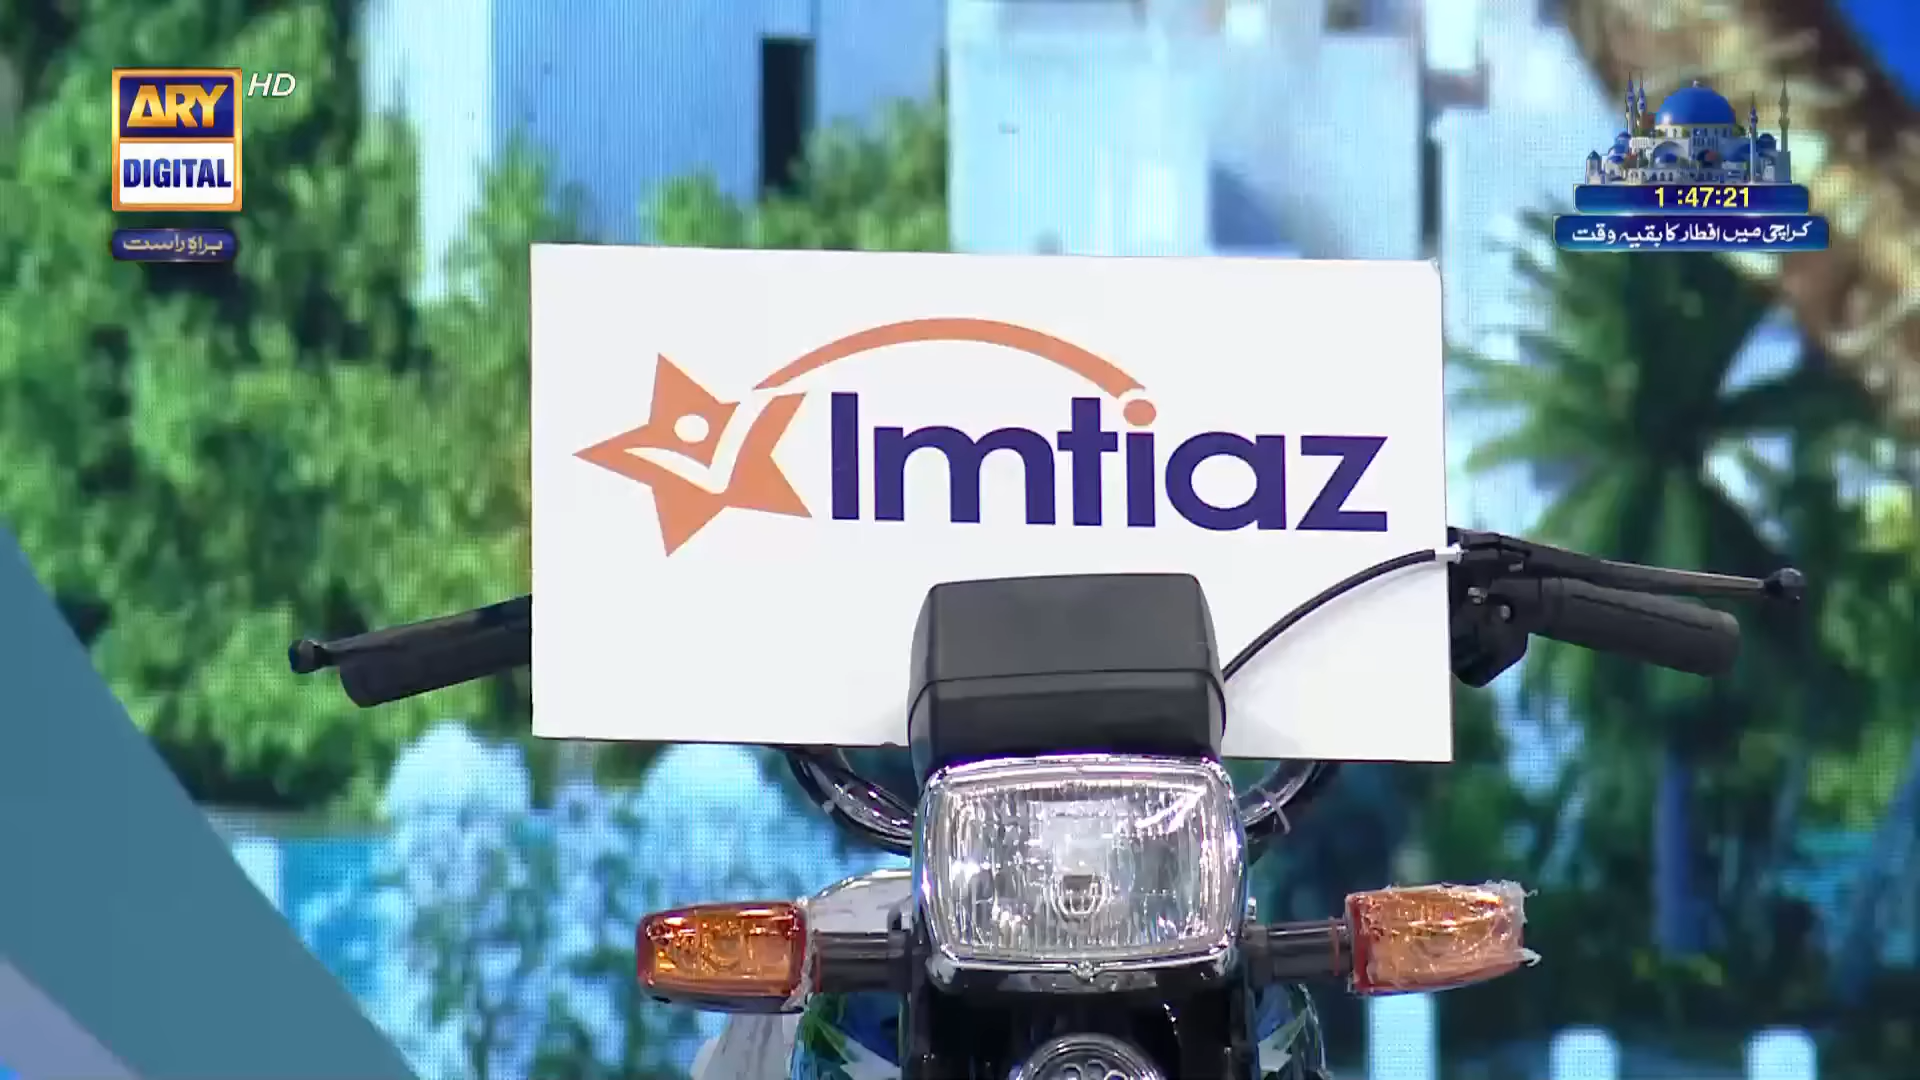 ARY HD
DIGITAL
براہِ راست
1:47:21
کراچی میں افطار کا بقیہ وقت
Imtiaz